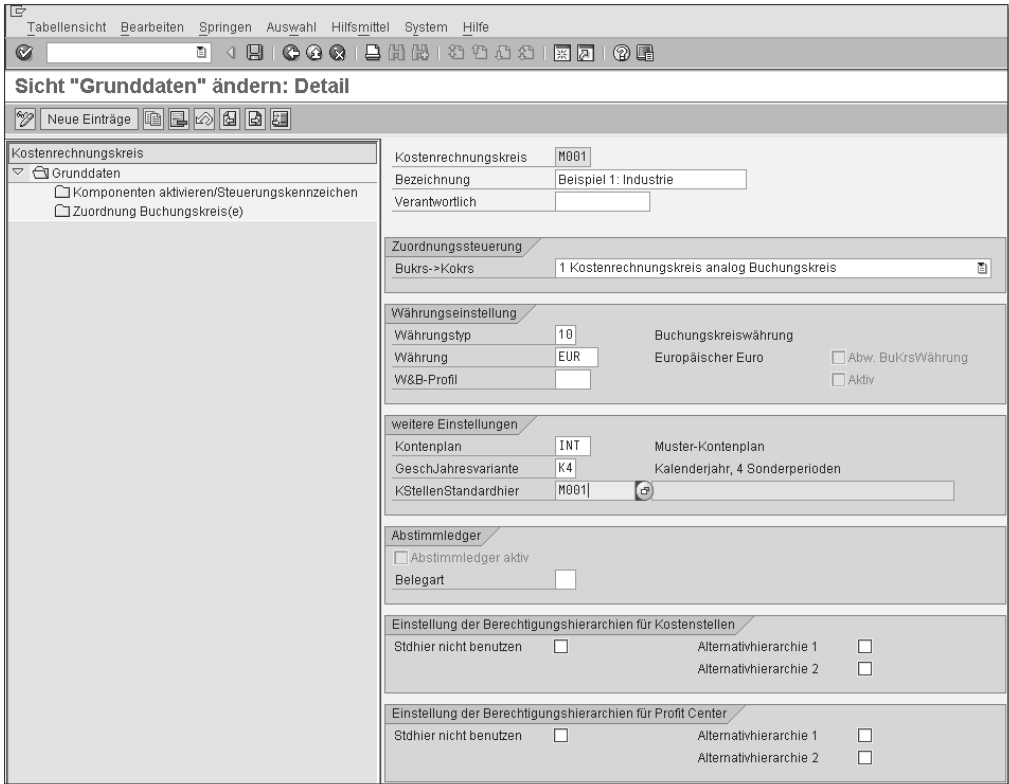 Tabellensicht Bearbeiten Springen Auswahl Hilfsmittel System Hilfe
Sicht "Grunddaten" ändern: Detail
Neue Einträge
Kostenrechnungskreis
Grunddaten
Komponenten aktivieren/Steuerungskennzeichen
Zuordnung Buchungskreis(e)
Kostenrechnungskreis M001
Bezeichnung Beispiel 1: Industrie
Verantwortlich
Zuordnungssteuerung
Bukrs->Kokrs 1 Kostenrechnungskreis analog Buchungskreis
Währungseinstellung
Währungstyp 10 Buchungskreiswährung
Währung EUR Europäischer Euro Abw. BuKrsWährung
W&B-Profil Aktiv
weitere Einstellungen
Kontenplan INT Muster-Kontenplan
GeschJahresvariante K4 Kalenderjahr, 4 Sonderperioden
KStellenStandardhier M001
Abstimmledger
Abstimmledger aktiv
Belegart
Einstellung der Berechtigungshierarchien für Kostenstellen
Stdhier nicht benutzen Alternativhierarchie 1
Alternativhierarchie 2
Einstellung der Berechtigungshierarchien für Profit Center
Stdhier nicht benutzen Alternativhierarchie 1
Alternativhierarchie 2